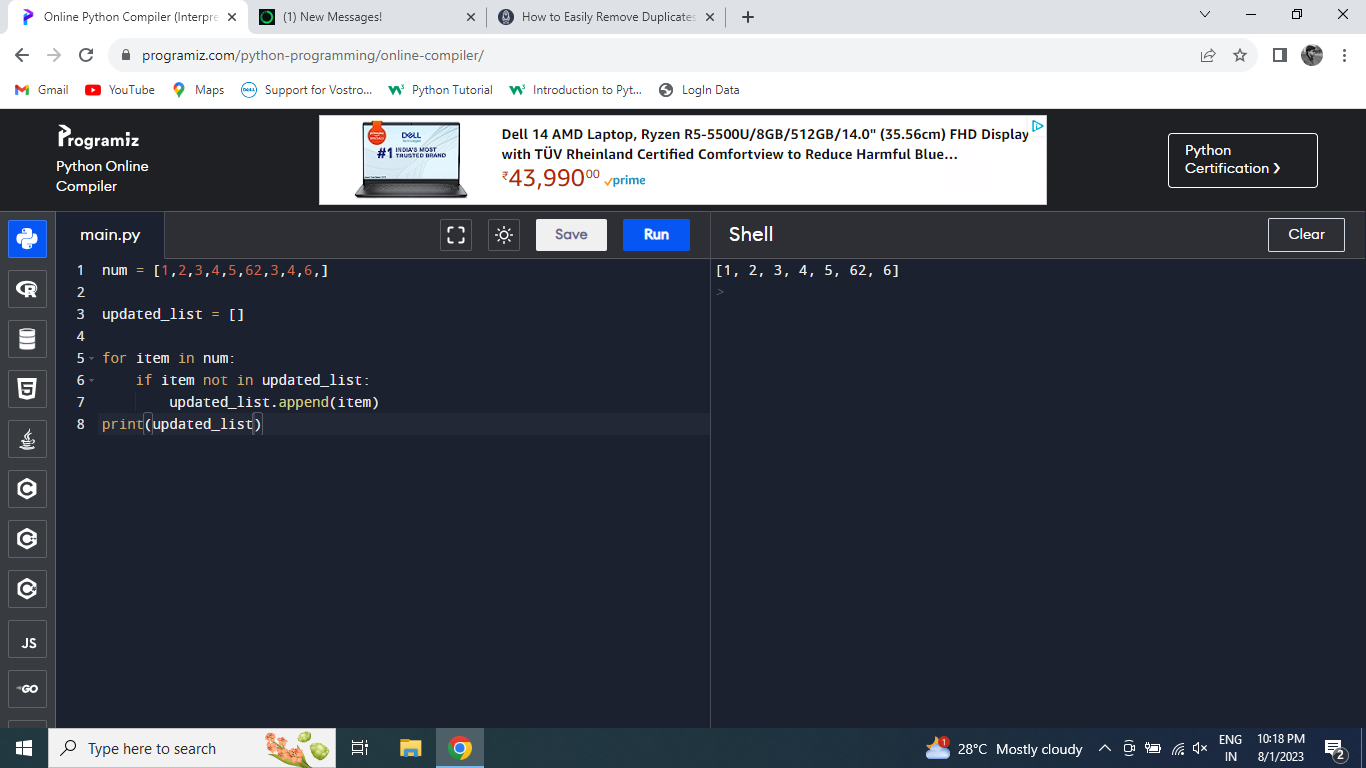 Online Python Compiler (Interpre
(1) New Messages!
How to Easily Remove Duplicates
programiz.com/python-programming/online-compiler/
Gmail
YouTube
Maps
Support for Vostro...
Python Tutorial
Introduction to Pyt...
LogIn Data
Programiz
Python Online
Compiler
DELL
Technologies
#1 INDIA'S MOST
TRUSTED BRAND
Dell 14 AMD Laptop, Ryzen R5-5500U/8GB/512GB/14.0" (35.56cm) FHD Display
with TÜV Rheinland Certified Comfortview to Reduce Harmful Blue...
₹43,99000 prime
Python
Certification ❯
main.py
Save
Run
Shell
Clear
1 num = [1,2,3,4,5,62,3,4,6,]
2
3 updated_list = []
4
5 for item in num:
6 if item not in updated_list:
7 updated_list.append(item)
8 print(updated_list)
[1, 2, 3, 4, 5, 62, 6]
>
R
5
C
C
C
JS
GO
Type here to search
1
28°C Mostly cloudy
ENG
IN
10:18 PM
8/1/2023
2